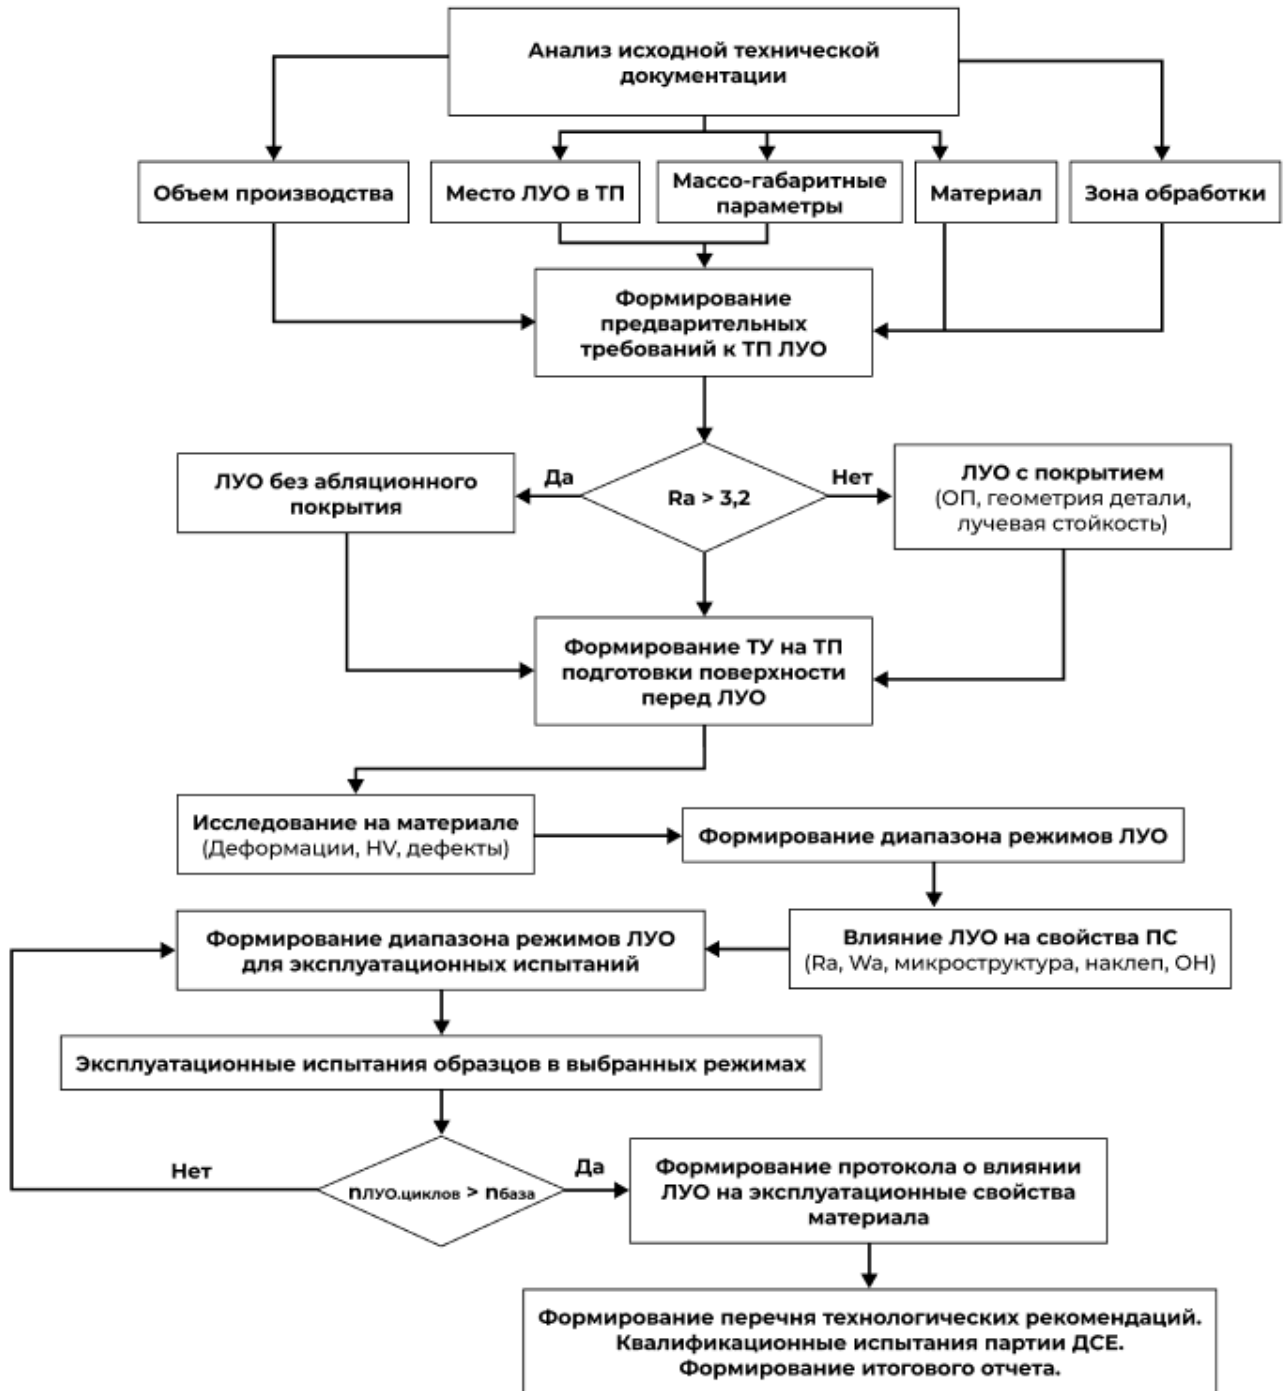 Анализ исходной технической
документации
Объем производства
Место ЛУО в ТП
Массо-габаритные
параметры
Материал
Зона обработки
Формирование
предварительных
требований к ТП ЛУО
ЛУО без абляционного
покрытия
Да
Ra > 3,2
Нет
ЛУО с покрытием
(ОП, геометрия детали,
лучевая стойкость)
Формирование ТУ на ТП
подготовки поверхности
перед ЛУО
Исследование на материале
(Деформации, HV, дефекты)
Формирование диапазона режимов ЛУО
Влияние ЛУО на свойства ПС
(Ra, Wa, микроструктура, наклеп, ОН)
Формирование диапазона режимов ЛУО
для эксплуатационных испытаний
Эксплуатационные испытания образцов в выбранных режимах
Нет
nЛУО.циклов > nбаза
Да
Формирование протокола о влиянии
ЛУО на эксплуатационные свойства
материала
Формирование перечня технологических рекомендаций.
Квалификационные испытания партии ДСЕ.
Формирование итогового отчета.